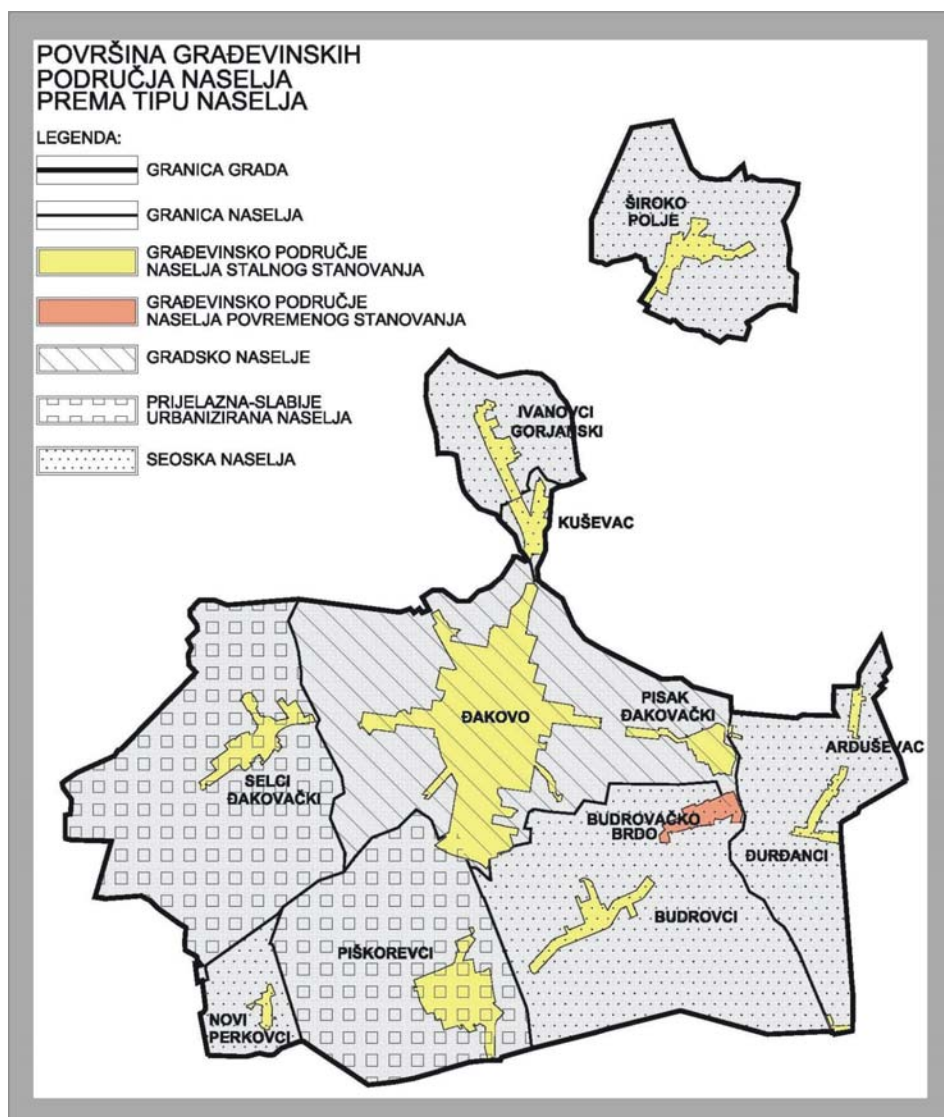 POVRŠINA GRAĐEVINSKIH
PODRUČJA NASELJA
PREMA TIPU NASELJA
LEGENDA:
GRANICA GRADA
GRANICA NASELJA
GRAĐEVINSKO PODRUČJE
NASELJA STALNOG STANOVANJA
GRAĐEVINSKO PODRUČJE
NASELJA POVREMENOG STANOVANJA
GRADSKO NASELJE
PRIJELAZNA-SLABIJE
URBANIZIRANA NASELJA
SEOSKA NASELJA
ŠIROKO
POLJE
IVANOVCI
GORJANSKI
KUŠEVAC
PISAK
ĐAKOVAČKI
ĐAKOVO
ARDUŠEVAC
SELCI
ĐAKOVAČKI
BUDROVAČKO
BRDO
ĐURĐANCI
BUDROVCI
PIŠKOREVCI
NOVI
PERKOVCI